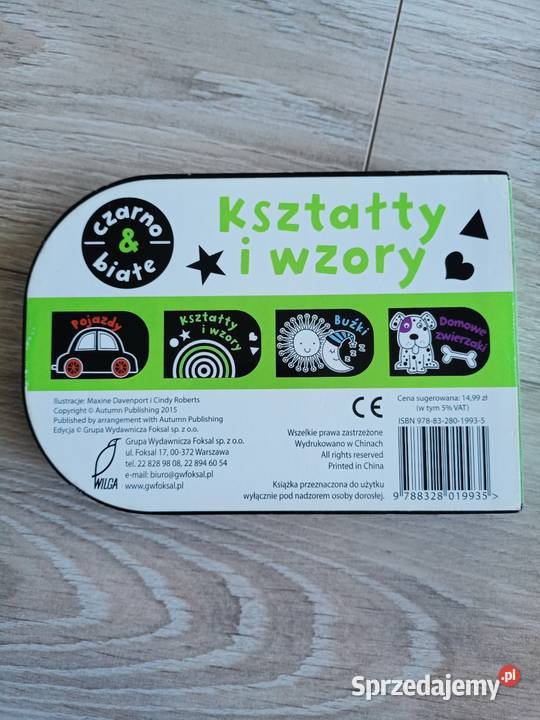 czarno
&
białe
Kształty
i wzory
Pojazdy
Kształty
i wzory
Buźki
z z z
Domowe
zwierzaki
Ilustracje: Maxine Davenport i Cindy Roberts
Copyright © Autumn Publishing 2015
Published by arrangement with Autumn Publishing
Edycja © Grupa Wydawnicza Foksal sp. z o.o.
Grupa Wydawnicza Foksal sp. z o.o.
ul. Foksal 17, 00-372 Warszawa
tel. 22 828 98 08, 22 894 60 54
e-mail: biuro@gwfoksal.pl
www.gwfoksal.pl
WILGA
CE
Wszelkie prawa zastrzeżone
Wydrukowano w Chinach
All rights reserved
Printed in China
Książka przeznaczona do użytku
wyłącznie pod nadzorem osoby dorosłej.
Cena sugerowana: 14,99 zł
(w tym 5% VAT)
ISBN 978-83-280-1993-5
9 788328 019935 >
Sprzedajemy.pl